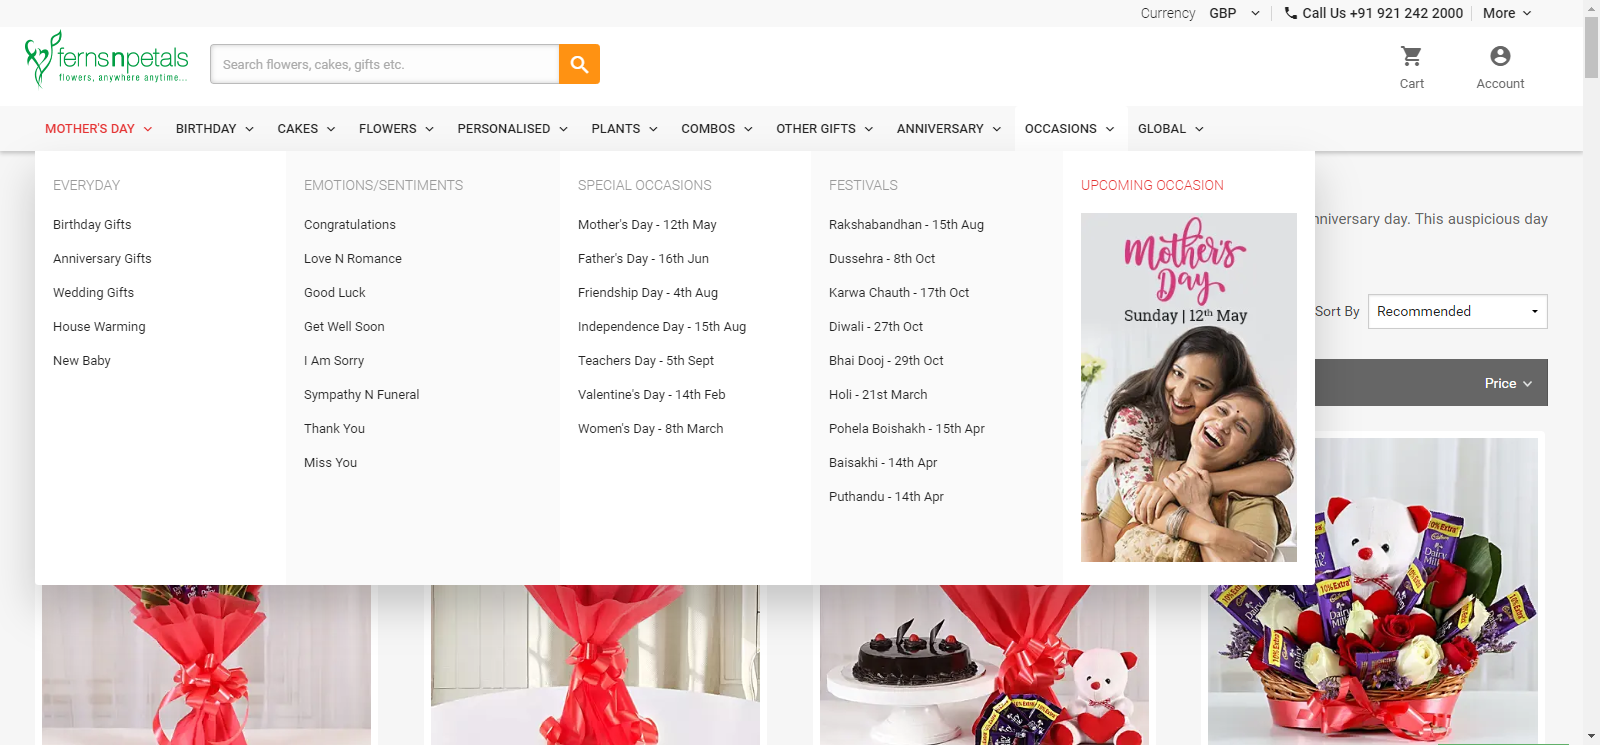 Currency GBP Call Us +91 921 242 2000 More
fernsnpetals
flowers, anywhere anytime...
Search flowers, cakes, gifts etc.
Cart
Account
MOTHER'S DAY BIRTHDAY CAKES FLOWERS PERSONALISED PLANTS COMBOS OTHER GIFTS ANNIVERSARY OCCASIONS GLOBAL
EVERYDAY
Birthday Gifts
Anniversary Gifts
Wedding Gifts
House Warming
New Baby
EMOTIONS/SENTIMENTS
Congratulations
Love N Romance
Good Luck
Get Well Soon
I Am Sorry
Sympathy N Funeral
Thank You
Miss You
SPECIAL OCCASIONS
Mother's Day - 12th May
Father's Day - 16th Jun
Friendship Day - 4th Aug
Independence Day - 15th Aug
Teachers Day - 5th Sept
Valentine's Day - 14th Feb
Women's Day - 8th March
FESTIVALS
Rakshabandhan - 15th Aug
Dussehra - 8th Oct
Karwa Chauth - 17th Oct
Diwali - 27th Oct
Bhai Dooj - 29th Oct
Holi - 21st March
Pohela Boishakh - 15th Apr
Baisakhi - 14th Apr
Puthandu - 14th Apr
UPCOMING OCCASION
Mother's
Day
Sunday | 12th May
nniversary day. This auspicious day
Sort By Recommended
Price
10% Extra
Cadbury
Dairy
Milk